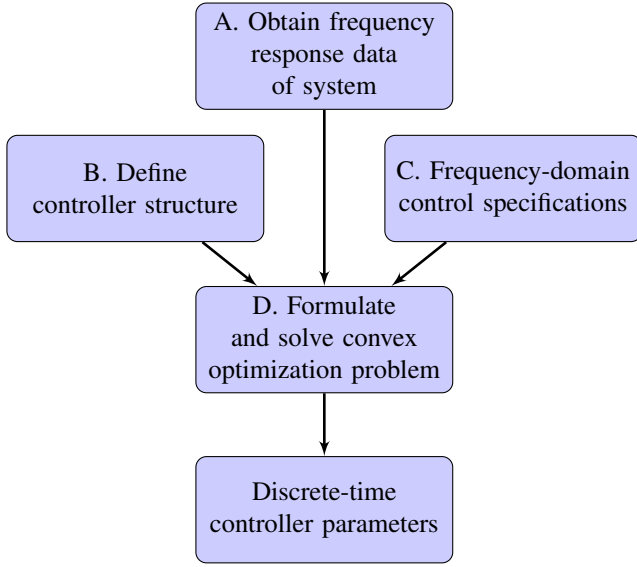 A. Obtain frequency
response data
of system
B. Define
controller structure
C. Frequency-domain
control specifications
D. Formulate
and solve convex
optimization problem
Discrete-time
controller parameters